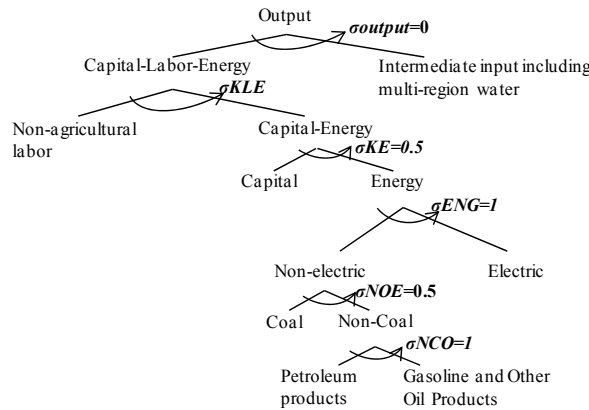 Output
σoutput=0
Capital-Labor-Energy
Intermediate input including
multi-region water
σKLE
Non-agricultural
labor
Capital-Energy
σKE=0.5
Capital
Energy
σENG=1
Non-electric
Electric
σNOE=0.5
Coal
Non-Coal
σNCO=1
Petroleum
products
Gasoline and Other
Oil Products